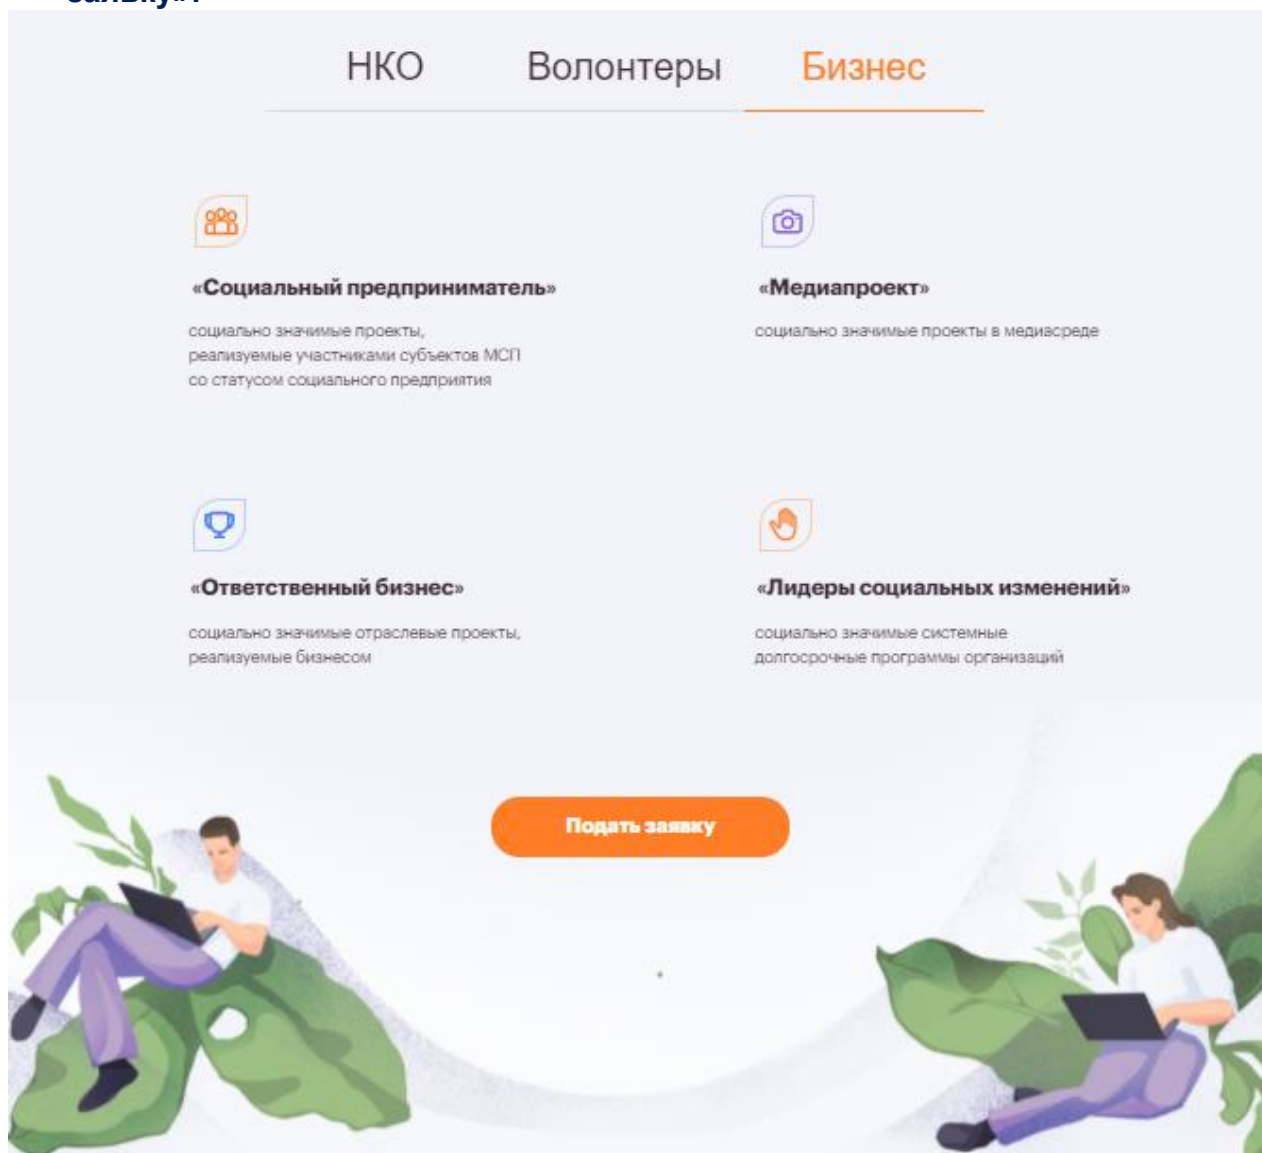 НКО Волонтеры Бизнес
«Социальный предприниматель»
социально значимые проекты,
реализуемые участниками субъектов МСП
со статусом социального предприятия
«Медиапроект»
социально значимые проекты в медиасреде
«Ответственный бизнес»
социально значимые отраслевые проекты,
реализуемые бизнесом
«Лидеры социальных изменений»
социально значимые системные
долгосрочные программы организаций
Подать заявку